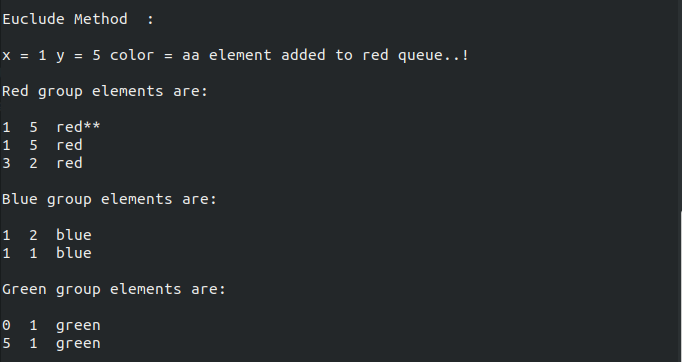 Euclude Method  :
x = 1 y = 5 color = aa element added to red queue..!
Red group elements are:
1  5  red**
1  5  red
3  2  red
Blue group elements are:
1  2  blue
1  1  blue
Green group elements are:
0  1  green
5  1  green